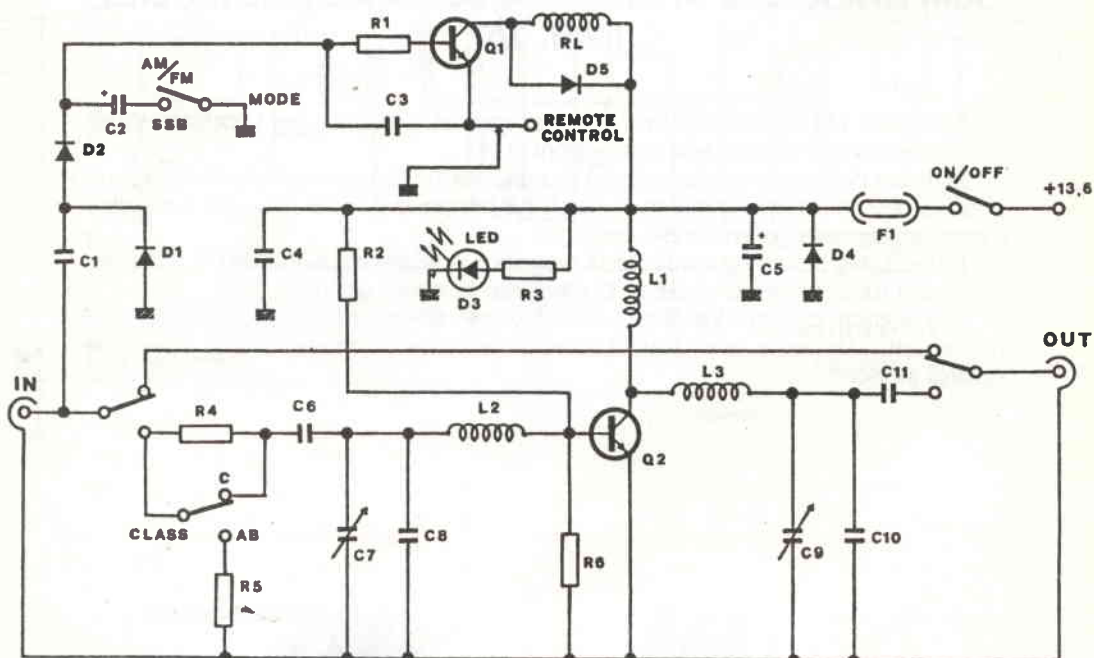 R1
Q1
RL
D5
AM/
FM
MODE
C2
SSB
C3
REMOTE
CONTROL
D2
ON/OFF
+13,6
F1
C1
D1
C4
R2
LED
D3
R3
L1
C5
D4
IN
OUT
R4
C6
L2
L3
C11
Q2
C
CLASS
AB
C7
C8
R5
R6
C9
C10